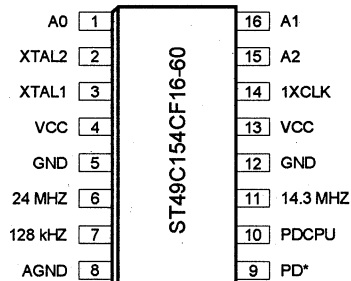 A0 1 16 A1
XTAL2 2 15 A2
XTAL1 3 14 1XCLK
VCC 4 13 VCC
GND 5 12 GND
24 MHZ 6 11 14.3 MHZ
128 kHZ 7 10 PDCPU
AGND 8 9 PD*
ST49C154CF16-60